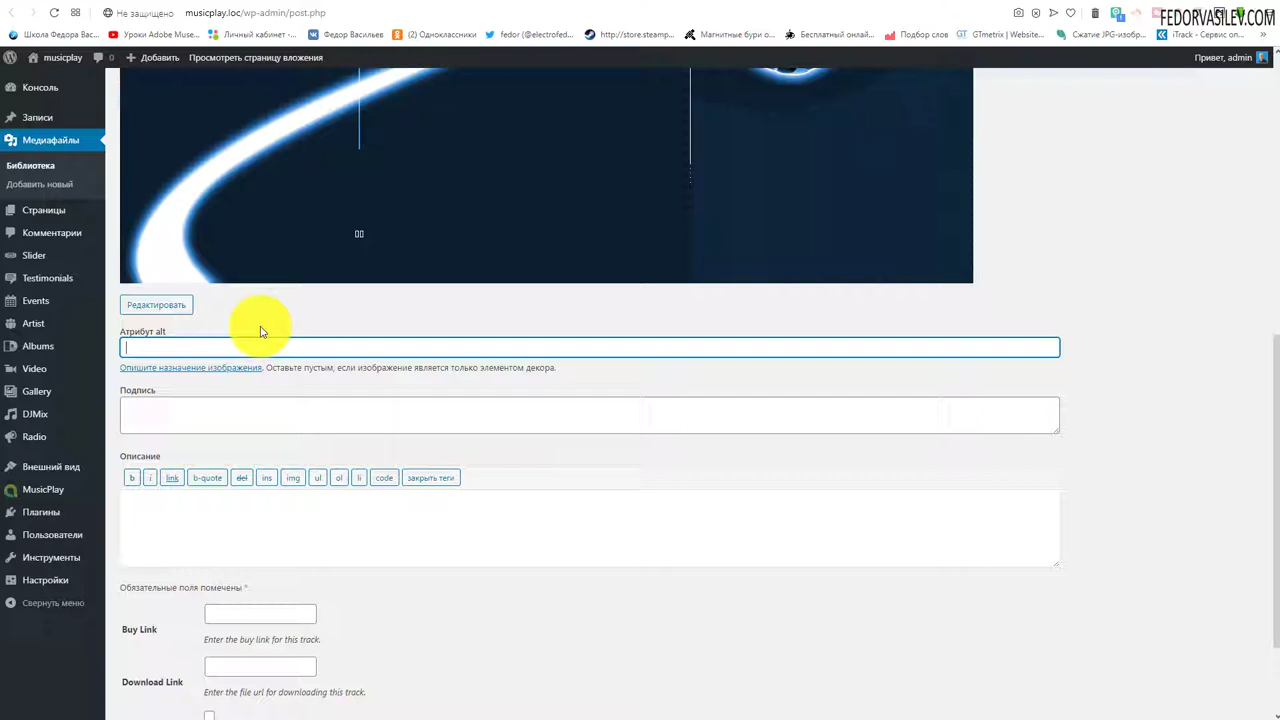 Не защищено musicplay.loc/wp-admin/post.php
FEDORVASILEV.COM
Школа Федора Вас...
Уроки Adobe Muse...
Личный кабинет -...
Федор Васильев
(2) Одноклассники
fedor (@electrofed...
http://store.steamp...
Магнитные бури о...
Бесплатный онлай...
Подбор слов
GTmetrix | Website...
Сжатие JPG-изобр...
iTrack - Сервис оп...
musicplay 0 Добавить Просмотреть страницу вложения Привет, admin
Консоль
Записи
Медиафайлы
Библиотека
Добавить новый
Страницы
Комментарии
Slider
Testimonials
Events
Artist
Albums
Video
Gallery
DJMix
Radio
Внешний вид
MusicPlay
Плагины
Пользователи
Инструменты
Настройки
Свернуть меню
Редактировать
Атрибут alt
Опишите назначение изображения. Оставьте пустым, если изображение является только элементом декора.
Подпись
Описание
b i link b-quote del ins img ul ol li code закрыть теги
Обязательные поля помечены *
Buy Link
Enter the buy link for this track.
Download Link
Enter the file url for downloading this track.